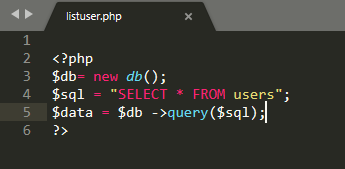 listuser.php
1
2 <?php
3 $db= new db();
4 $sql = "SELECT * FROM users";
5 $data = $db ->query($sql);
6 ?>